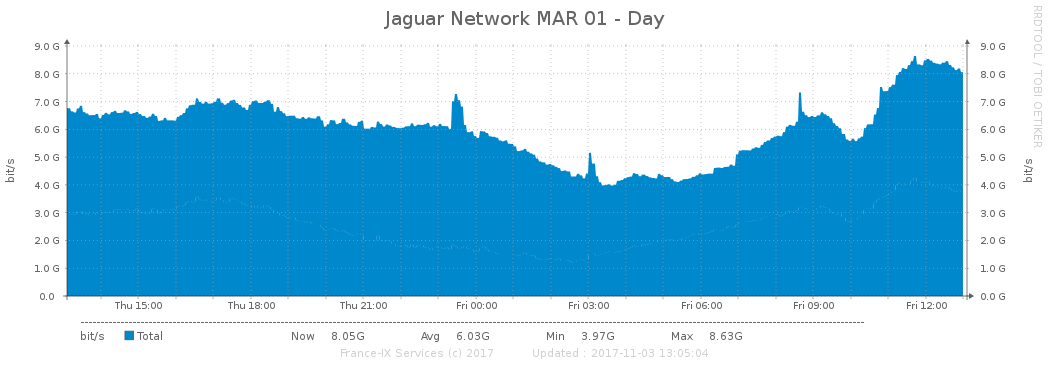 Jaguar Network MAR 01 - Day
RRDTOOL / TOBI OETIKER
9.0 G 9.0 G
8.0 G 8.0 G
7.0 G 7.0 G
6.0 G 6.0 G
5.0 G 5.0 G
4.0 G 4.0 G
3.0 G 3.0 G
2.0 G 2.0 G
1.0 G 1.0 G
0.0 0.0 G
bit/s bit/s
Thu 15:00 Thu 18:00 Thu 21:00 Fri 00:00 Fri 03:00 Fri 06:00 Fri 09:00 Fri 12:00
bit/s Total Now 8.05G Avg 6.03G Min 3.97G Max 8.63G
France-IX Services (c) 2017 Updated : 2017-11-03 13:05:04